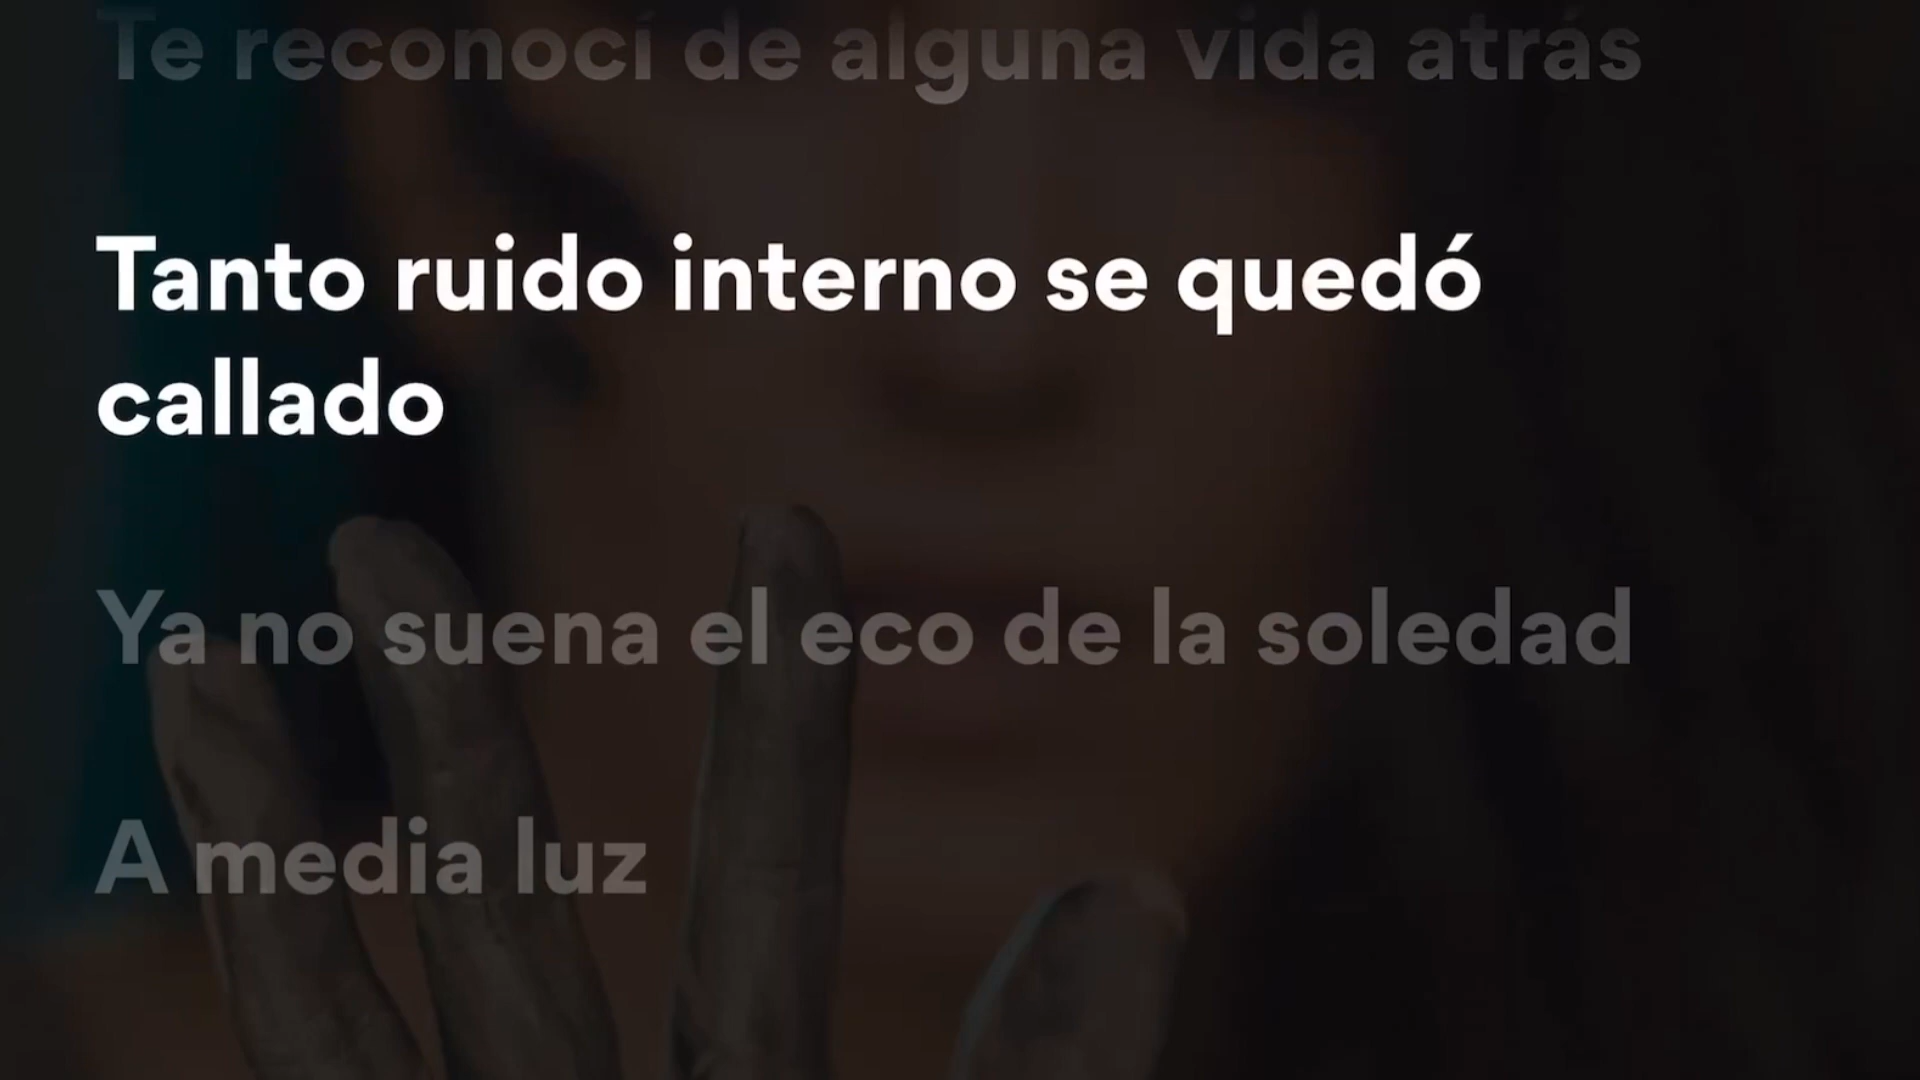 Te reconocí de alguna vida atrás
Tanto ruido interno se quedó
callado
Ya no suena el eco de la soledad
A media luz